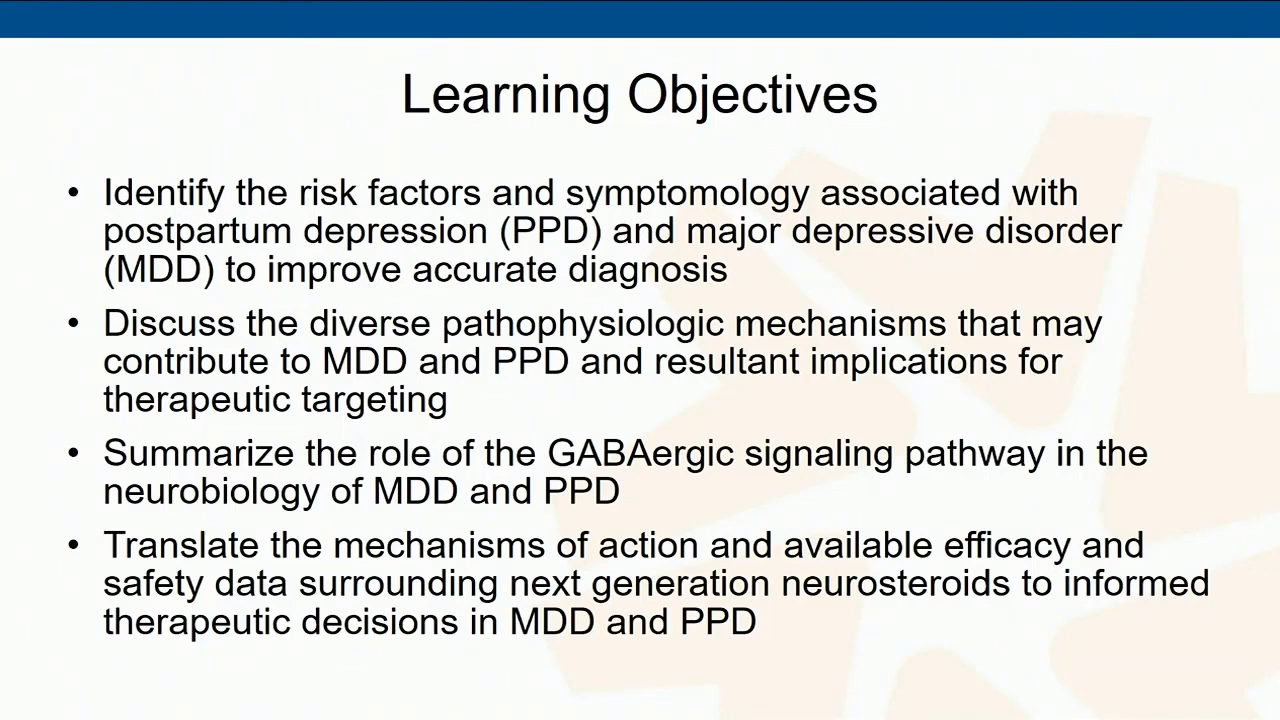 Learning Objectives
• Identify the risk factors and symptomology associated with
postpartum depression (PPD) and major depressive disorder
(MDD) to improve accurate diagnosis
• Discuss the diverse pathophysiologic mechanisms that may
contribute to MDD and PPD and resultant implications for
therapeutic targeting
• Summarize the role of the GABAergic signaling pathway in the
neurobiology of MDD and PPD
• Translate the mechanisms of action and available efficacy and
safety data surrounding next generation neurosteroids to informed
therapeutic decisions in MDD and PPD